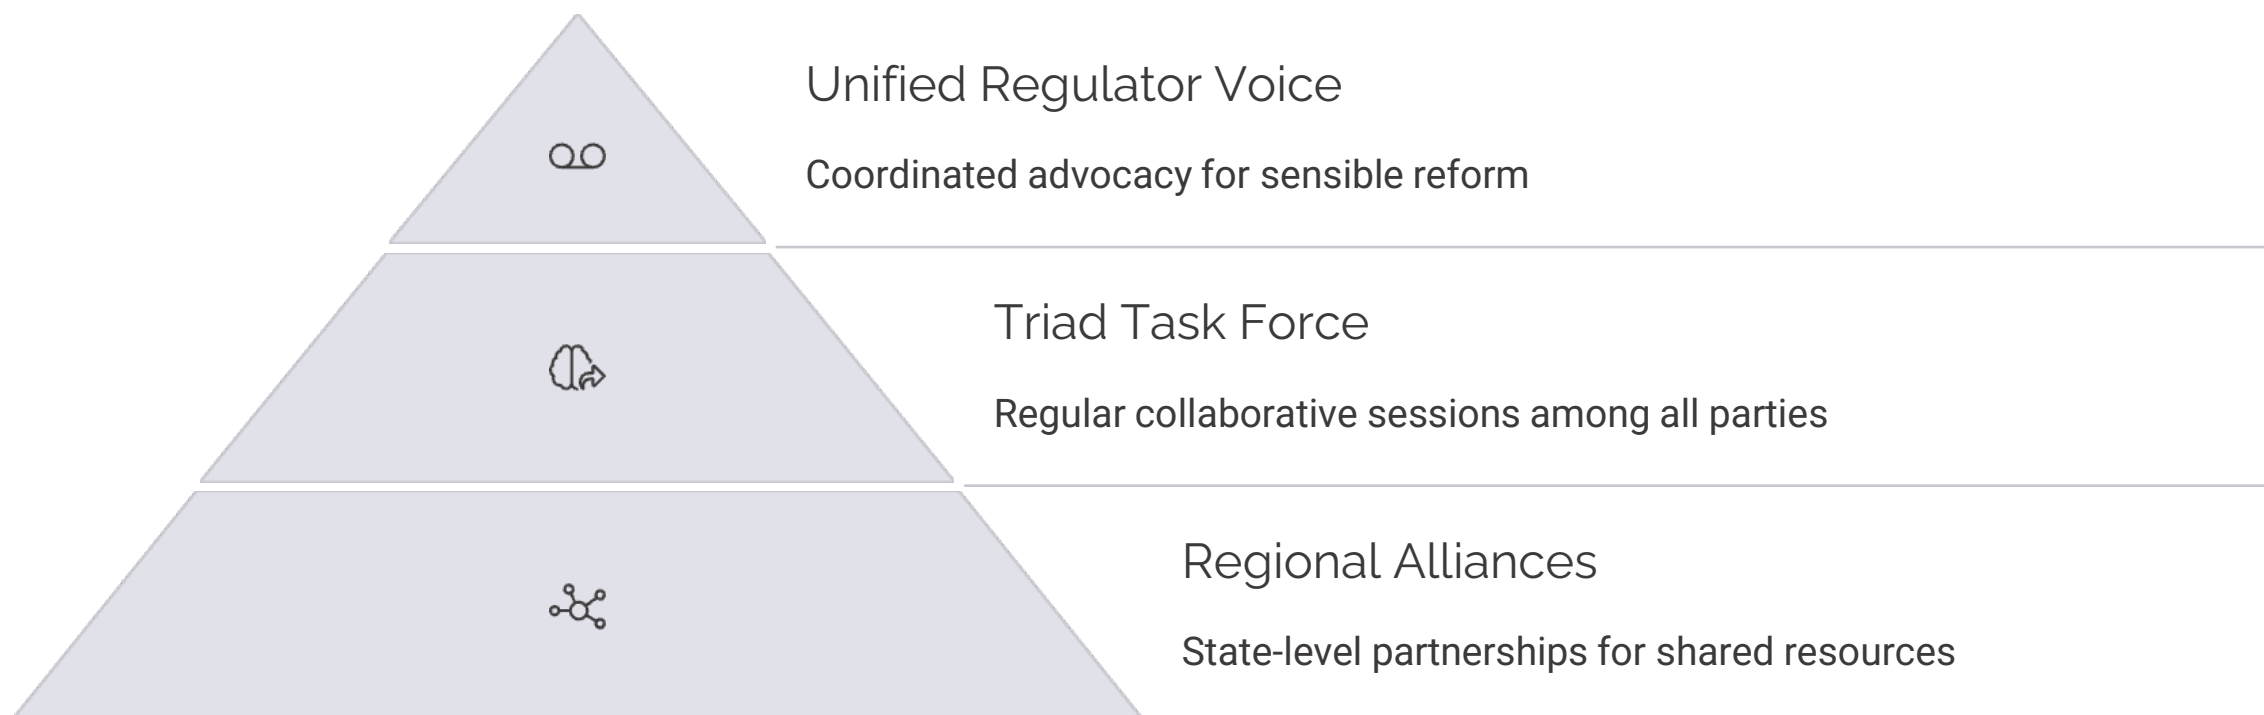 Unified Regulator Voice
Coordinated advocacy for sensible reform
Triad Task Force
Regular collaborative sessions among all parties
Regional Alliances
State-level partnerships for shared resources